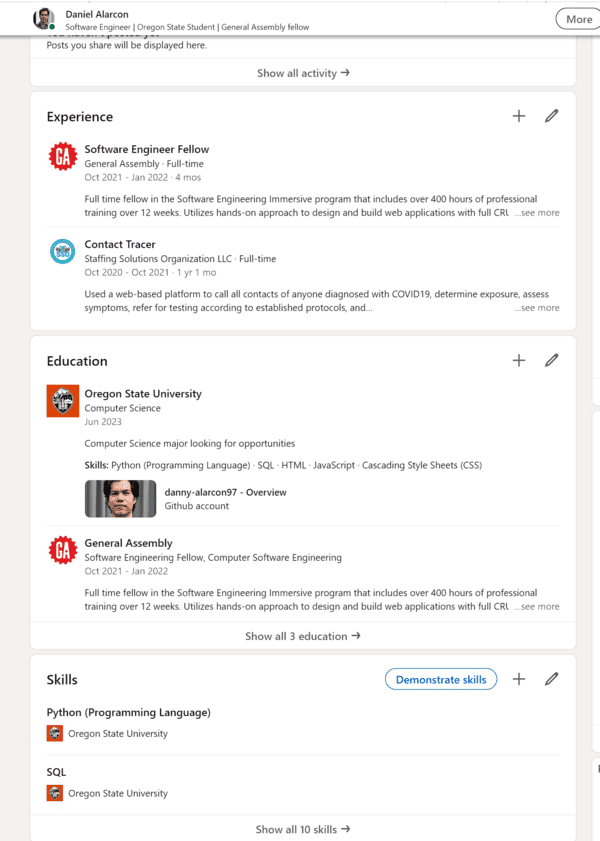 Daniel Alarcon
Software Engineer | Oregon State Student | General Assembly fellow
More
You haven't posted yet
Posts you share will be displayed here.
Show all activity →
Experience
GA
Software Engineer Fellow
General Assembly · Full-time
Oct 2021 - Jan 2022 · 4 mos
Full time fellow in the Software Engineering Immersive program that includes over 400 hours of professional
training over 12 weeks. Utilizes hands-on approach to design and build web applications with full CRU ...see more
SOS
Contact Tracer
Staffing Solutions Organization LLC · Full-time
Oct 2020 - Oct 2021 · 1 yr 1 mo
Used a web-based platform to call all contacts of anyone diagnosed with COVID19, determine exposure, assess
symptoms, refer for testing according to established protocols, and... ...see more
Education
Oregon State University
Computer Science
Jun 2023
Computer Science major looking for opportunities
Skills: Python (Programming Language) · SQL · HTML · JavaScript · Cascading Style Sheets (CSS)
danny-alarcon97 - Overview
Github account
GA
General Assembly
Software Engineering Fellow, Computer Software Engineering
Oct 2021 - Jan 2022
Full time fellow in the Software Engineering Immersive program that includes over 400 hours of professional
training over 12 weeks. Utilizes hands-on approach to design and build web applications with full CRU ...see more
Show all 3 education →
Skills
Demonstrate skills
Python (Programming Language)
Oregon State University
SQL
Oregon State University
Show all 10 skills →